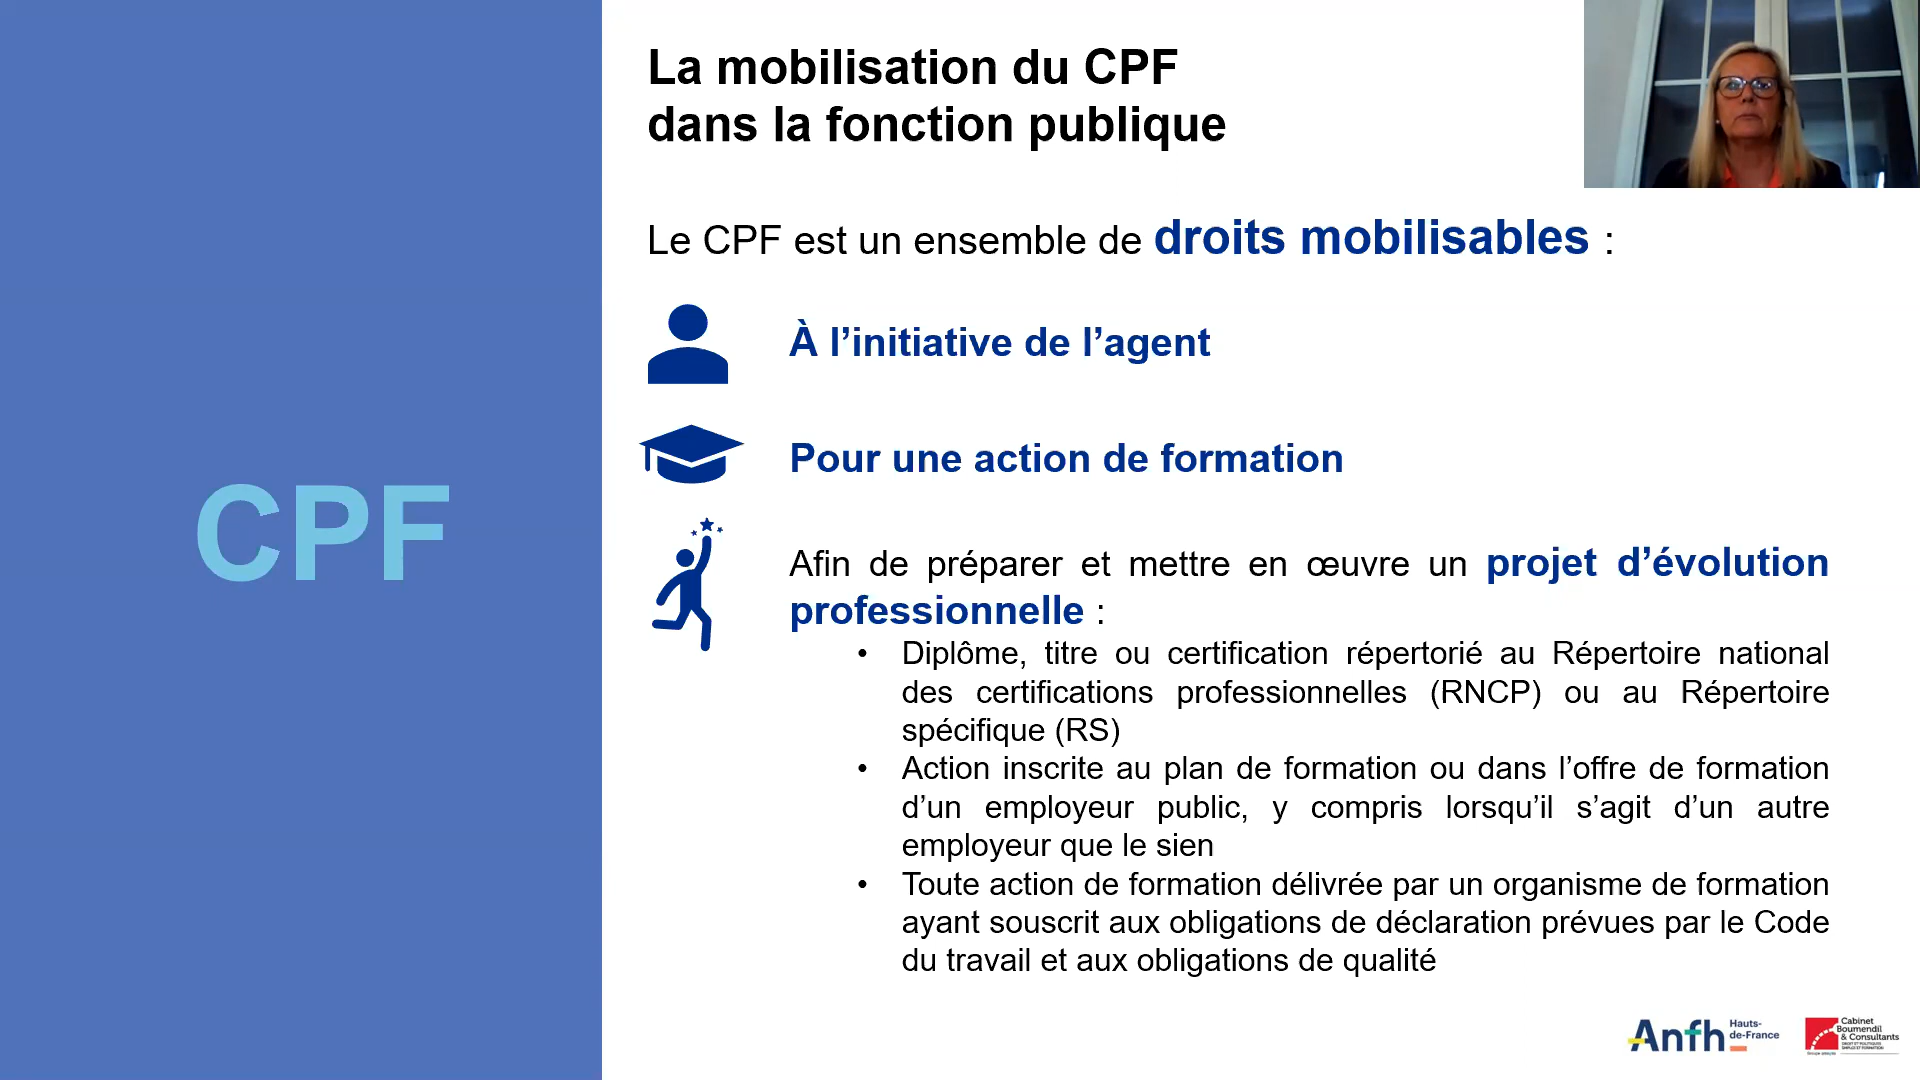 La mobilisation du CPF
dans la fonction publique
Le CPF est un ensemble de droits mobilisables :
À l’initiative de l’agent
Pour une action de formation
CPF
Afin de préparer et mettre en œuvre un projet d’évolution
professionnelle :
• Diplôme, titre ou certification répertorié au Répertoire national
des certifications professionnelles (RNCP) ou au Répertoire
spécifique (RS)
• Action inscrite au plan de formation ou dans l’offre de formation
d’un employeur public, y compris lorsqu’il s’agit d’un autre
employeur que le sien
• Toute action de formation délivrée par un organisme de formation
ayant souscrit aux obligations de déclaration prévues par le Code
du travail et aux obligations de qualité
Anfh
Hauts-
de-France
Cabinet
Boumendil
& Consultants